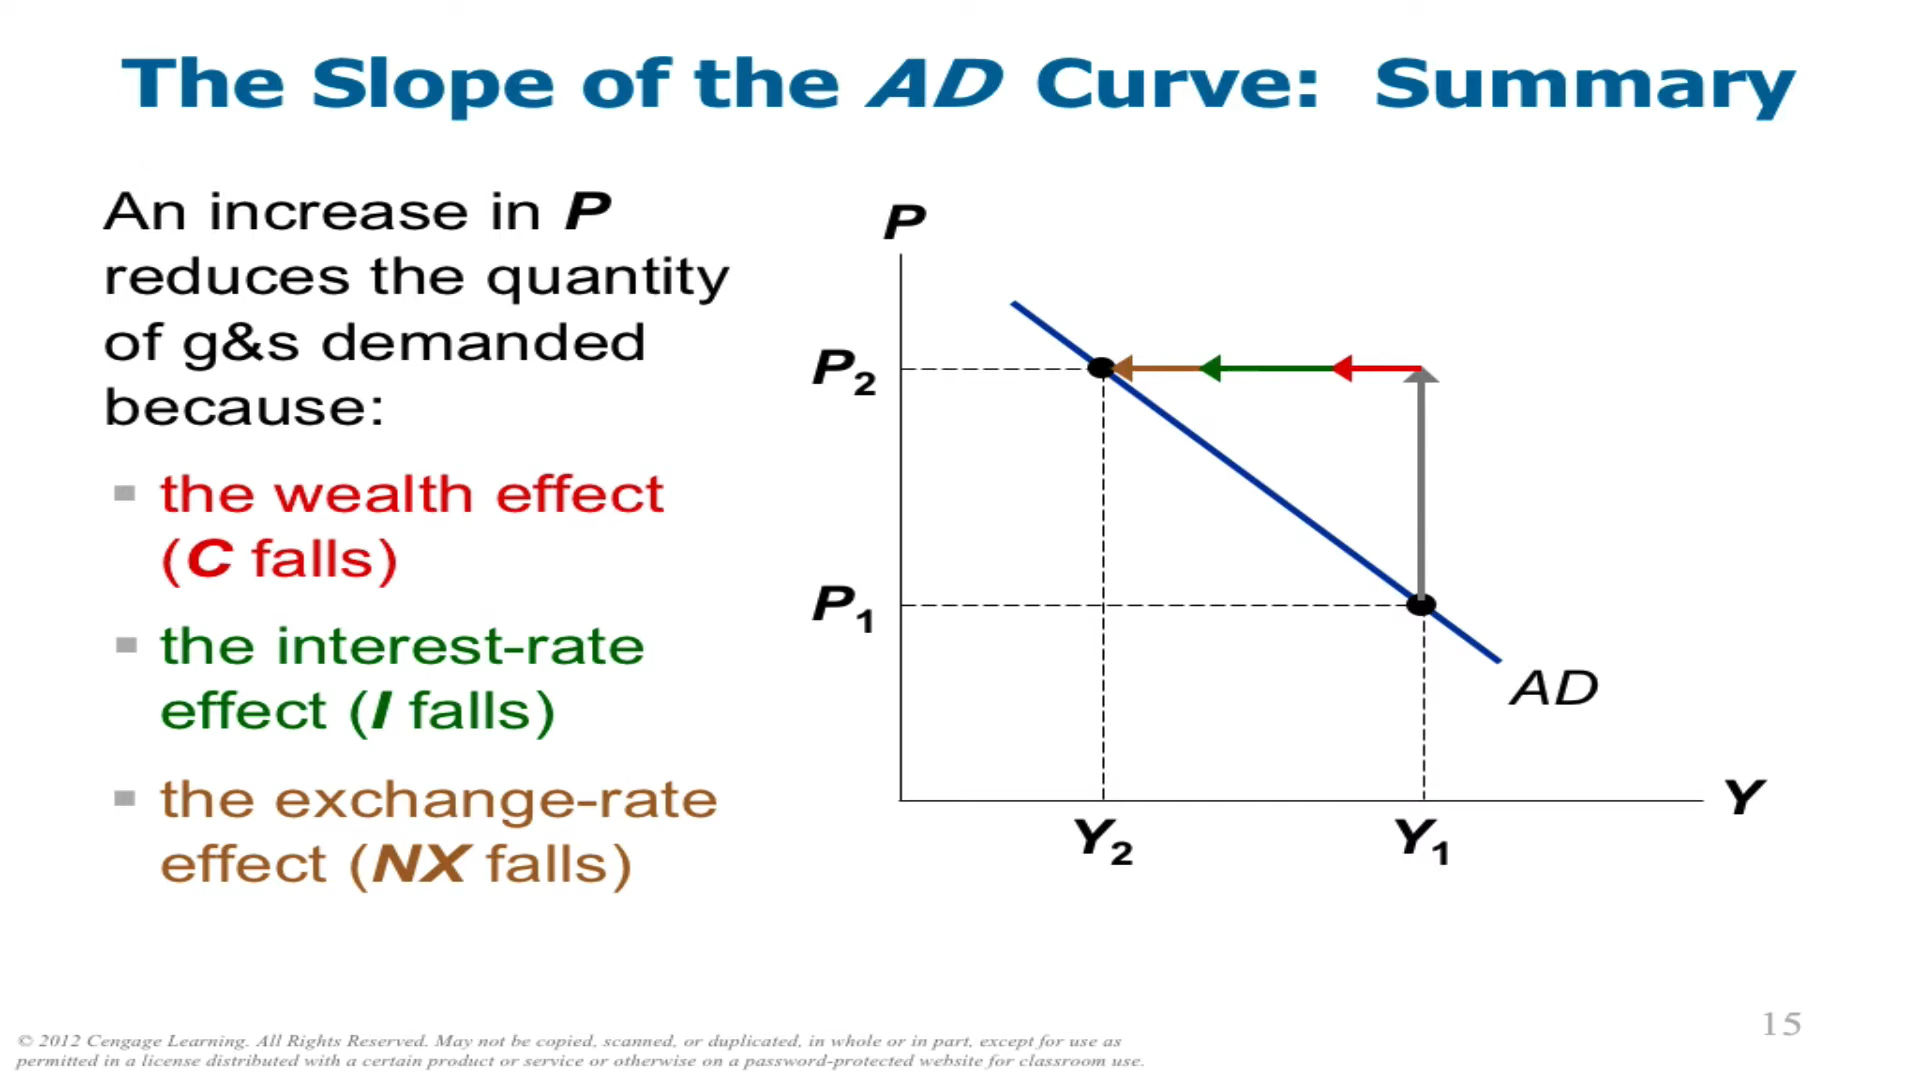 The Slope of the AD Curve: Summary
An increase in P
reduces the quantity
of g&s demanded
because:
the wealth effect
(C falls)
the interest-rate
effect (I falls)
the exchange-rate
effect (NX falls)
P
P2
P1
AD
Y
Y2
Y1
15
© 2012 Cengage Learning. All Rights Reserved. May not be copied, scanned, or duplicated, in whole or in part, except for use as
permitted in a license distributed with a certain product or service or otherwise on a password-protected website for classroom use.